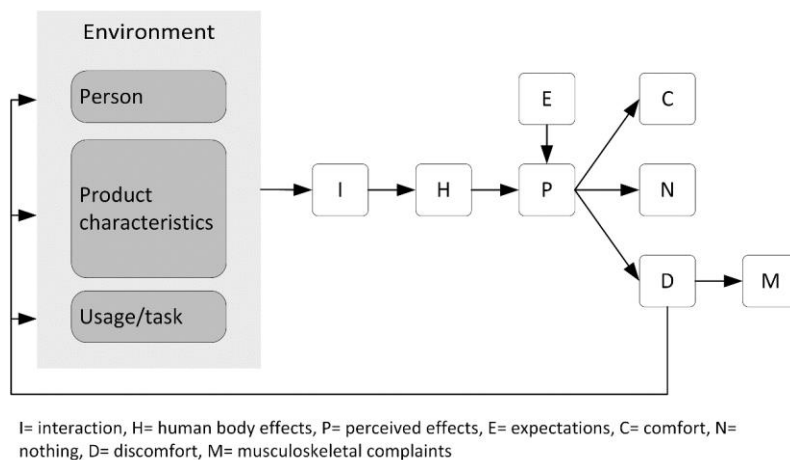 Environment
Person
Product
characteristics
Usage/task
I
H
E
P
C
N
D
M
I= interaction, H= human body effects, P= perceived effects, E= expectations, C= comfort, N=
nothing, D= discomfort, M= musculoskeletal complaints